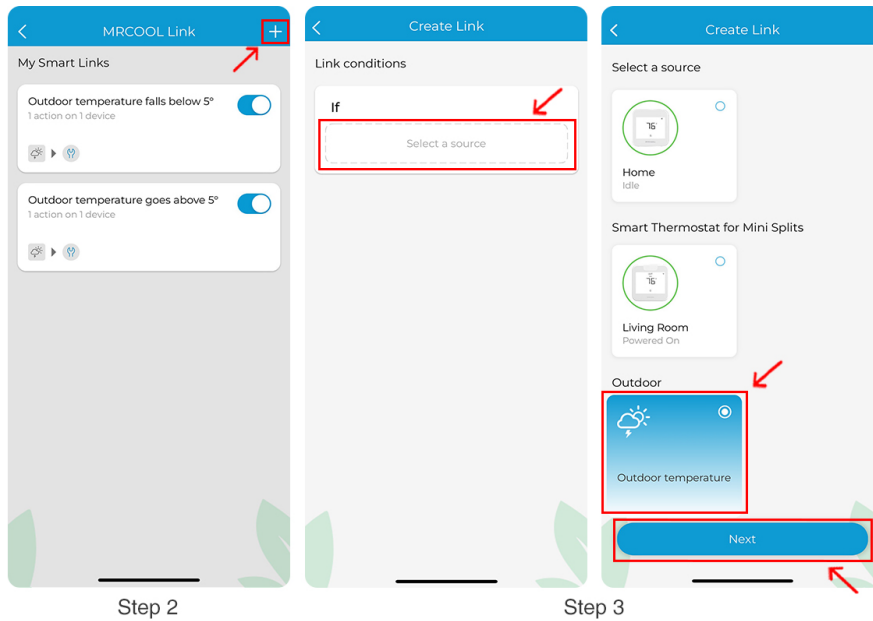 MRCOOL Link
My Smart Links
Outdoor temperature falls below 5°
1 action on 1 device
Outdoor temperature goes above 5°
1 action on 1 device
Step 2
Create Link
Link conditions
If
Select a source
Create Link
Select a source
76
Home
Idle
Smart Thermostat for Mini Splits
76
Living Room
Powered On
Outdoor
Outdoor temperature
Next
Step 3